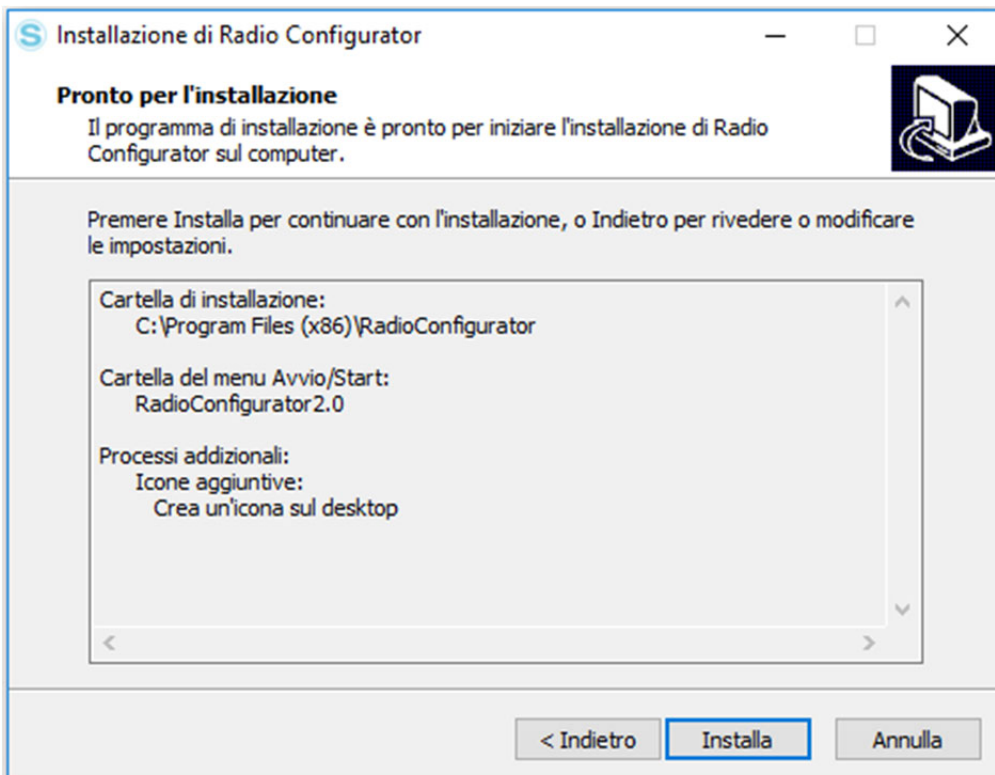 Installazione di Radio Configurator
Pronto per l'installazione
Il programma di installazione è pronto per iniziare l'installazione di Radio
Configurator sul computer.
Premere Installa per continuare con l'installazione, o Indietro per rivedere o modificare
le impostazioni.
Cartella di installazione:
C:\Program Files (x86)\RadioConfigurator
Cartella del menu Avvio/Start:
RadioConfigurator2.0
Processi addizionali:
Icone aggiuntive:
Crea un'icona sul desktop
< Indietro
Installa
Annulla